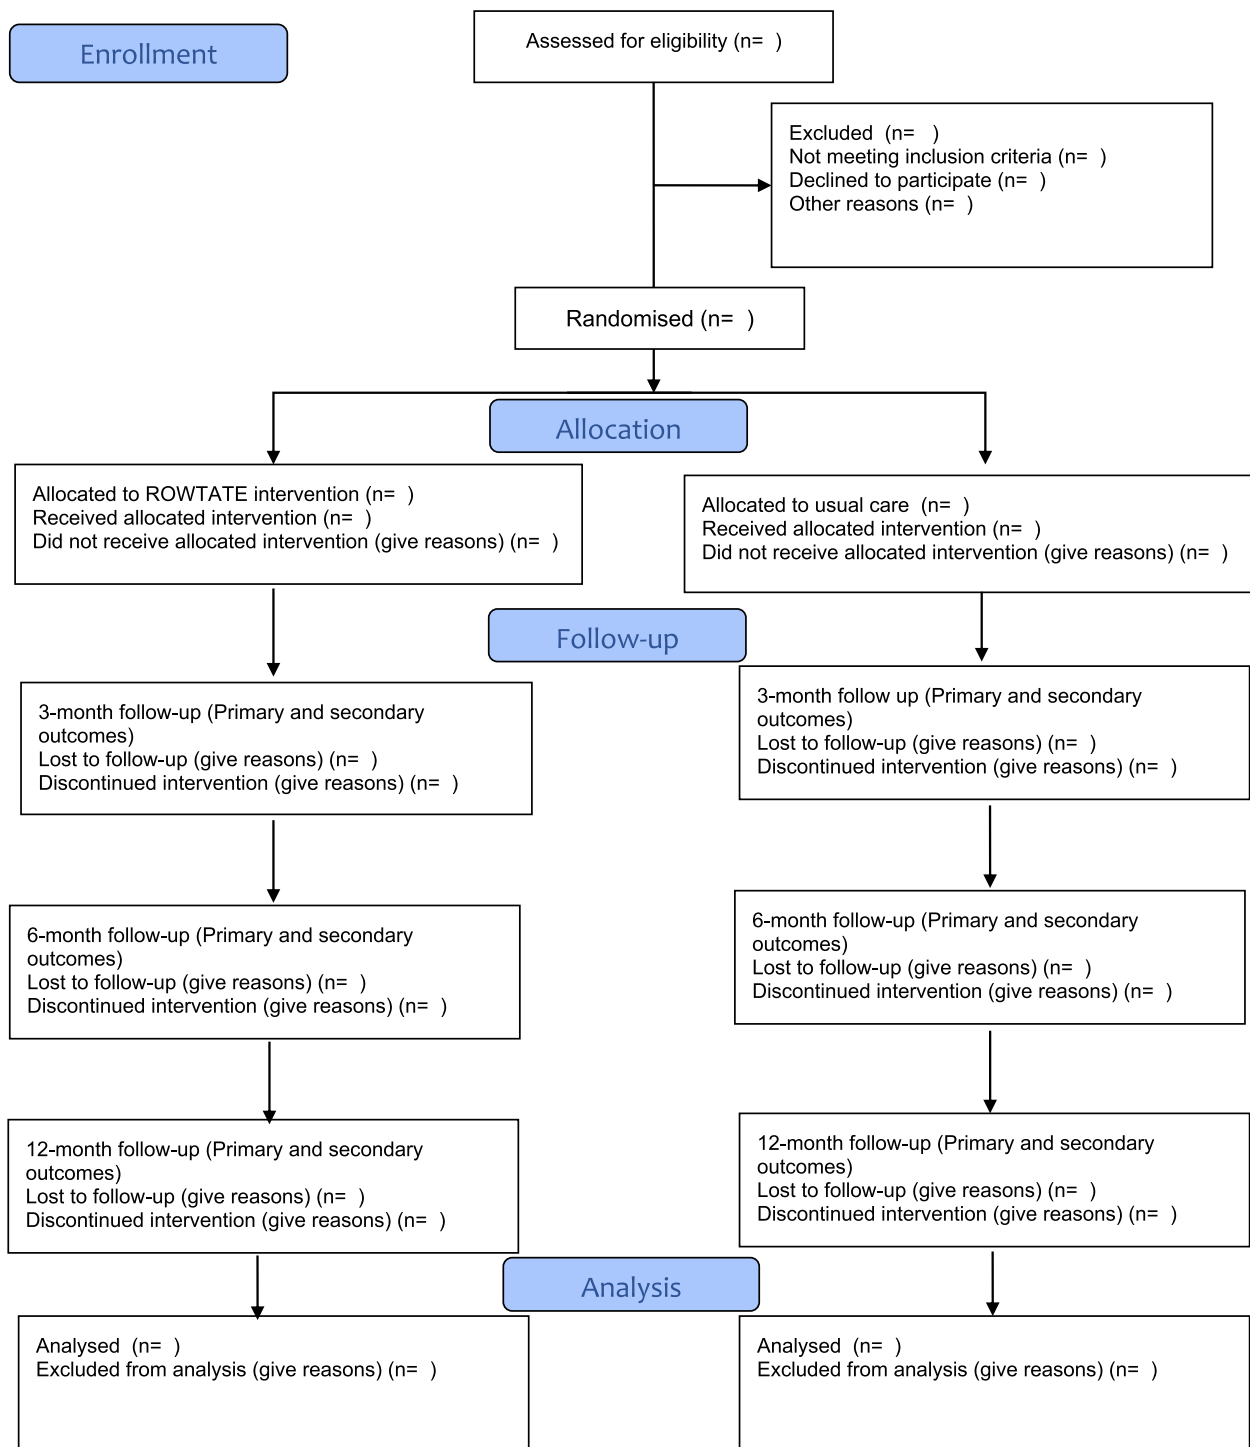 Enrollment
Assessed for eligibility (n=  )
Excluded  (n=   )
Not meeting inclusion criteria (n=  )
Declined to participate (n=  )
Other reasons (n=  )
Randomised (n=  )
Allocation
Allocated to ROWTATE intervention (n=  )
Received allocated intervention (n=  )
Did not receive allocated intervention (give reasons) (n=  )
Allocated to usual care  (n=  )
Received allocated intervention (n=  )
Did not receive allocated intervention (give reasons) (n=  )
Follow-up
3-month follow-up (Primary and secondary
outcomes)
Lost to follow-up (give reasons) (n=  )
Discontinued intervention (give reasons) (n=  )
3-month follow up (Primary and secondary
outcomes)
Lost to follow-up (give reasons) (n=  )
Discontinued intervention (give reasons) (n=  )
6-month follow-up (Primary and secondary
outcomes)
Lost to follow-up (give reasons) (n=  )
Discontinued intervention (give reasons) (n=  )
6-month follow-up (Primary and secondary
outcomes)
Lost to follow-up (give reasons) (n=  )
Discontinued intervention (give reasons) (n=  )
12-month follow-up (Primary and secondary
outcomes)
Lost to follow-up (give reasons) (n=  )
Discontinued intervention (give reasons) (n=  )
12-month follow-up (Primary and secondary
outcomes)
Lost to follow-up (give reasons) (n=  )
Discontinued intervention (give reasons) (n=  )
Analysis
Analysed  (n=  )
Excluded from analysis (give reasons) (n=  )
Analysed  (n=  )
Excluded from analysis (give reasons) (n=  )